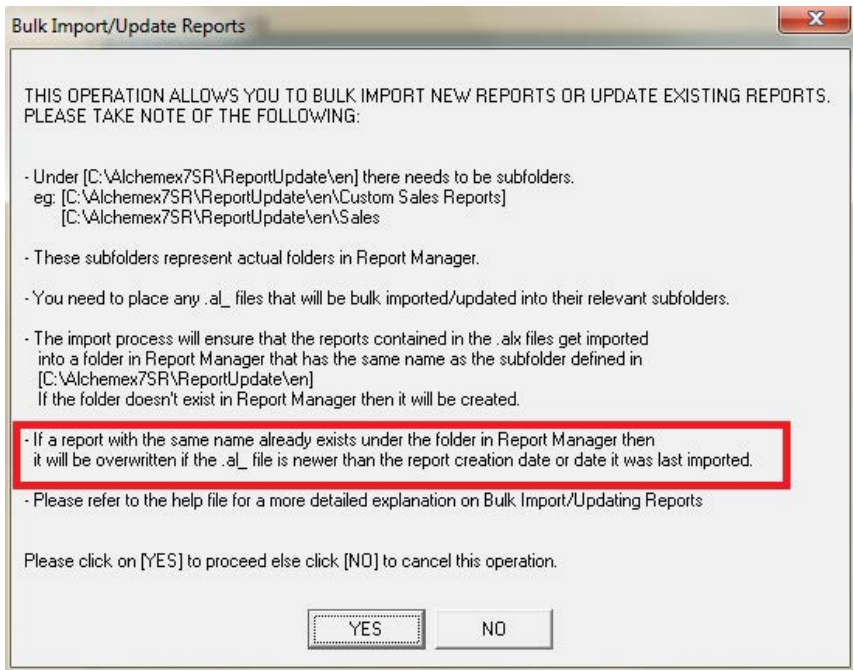 Bulk Import/Update Reports
THIS OPERATION ALLOWS YOU TO BULK IMPORT NEW REPORTS OR UPDATE EXISTING REPORTS.
PLEASE TAKE NOTE OF THE FOLLOWING:
- Under [C:\Alchemex7SR\ReportUpdate\en] there needs to be subfolders.
eg: [C:\Alchemex7SR\ReportUpdate\en\Custom Sales Reports]
[C:\Alchemex7SR\ReportUpdate\en\Sales
- These subfolders represent actual folders in Report Manager.
- You need to place any .al_ files that will be bulk imported/updated into their relevant subfolders.
- The import process will ensure that the reports contained in the .alx files get imported
into a folder in Report Manager that has the same name as the subfolder defined in
[C:\Alchemex7SR\ReportUpdate\en]
If the folder doesn't exist in Report Manager then it will be created.
- If a report with the same name already exists under the folder in Report Manager then
it will be overwritten if the .al_ file is newer than the report creation date or date it was last imported.
- Please refer to the help file for a more detailed explanation on Bulk Import/Updating Reports
Please click on [YES] to proceed else click [NO] to cancel this operation.
YES
NO